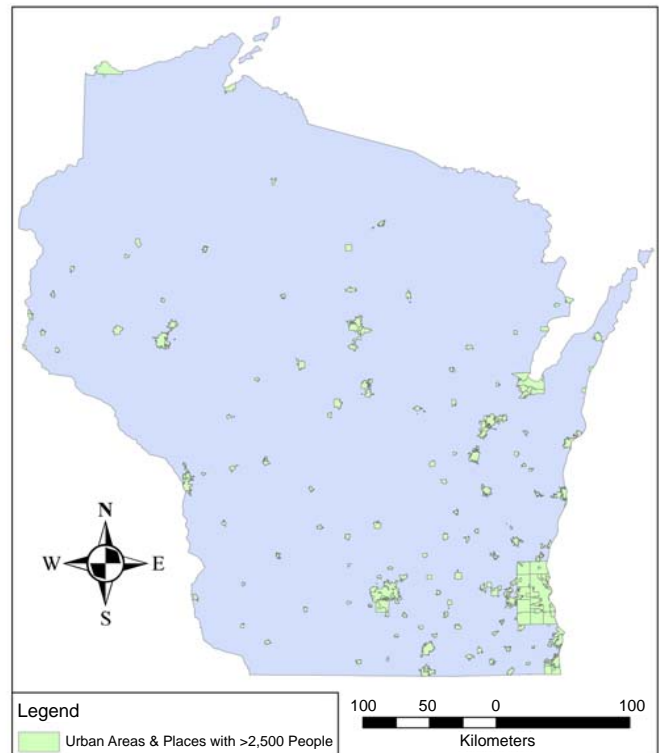 N
W E
S
Legend
Urban Areas & Places with >2,500 People
100 50 0 100
Kilometers